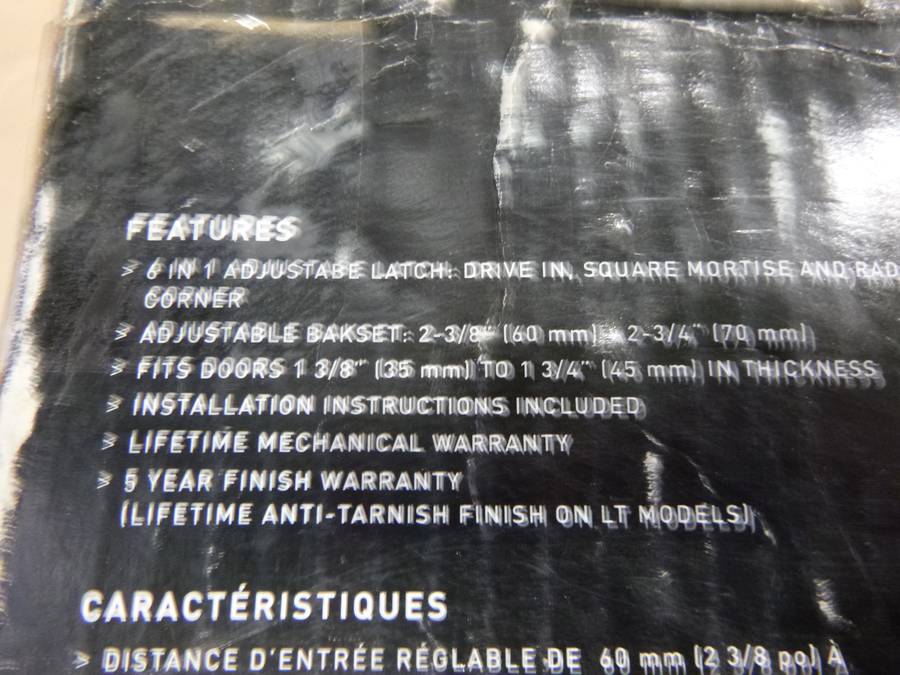 FEATURES
> 6 IN 1 ADJUSTABE LATCH: DRIVE IN, SQUARE MORTISE AND RAD
CORNER
> ADJUSTABLE BAKSET: 2-3/8" (60 mm) - 2-3/4" (70 mm)
> FITS DOORS 1 3/8" (35 mm) TO 1 3/4" (45 mm) IN THICKNESS
> INSTALLATION INSTRUCTIONS INCLUDED
> LIFETIME MECHANICAL WARRANTY
> 5 YEAR FINISH WARRANTY
(LIFETIME ANTI-TARNISH FINISH ON LT MODELS)
CARACTÉRISTIQUES
> DISTANCE D'ENTRÉE RÉGLABLE DE 60 mm (2 3/8 po) À